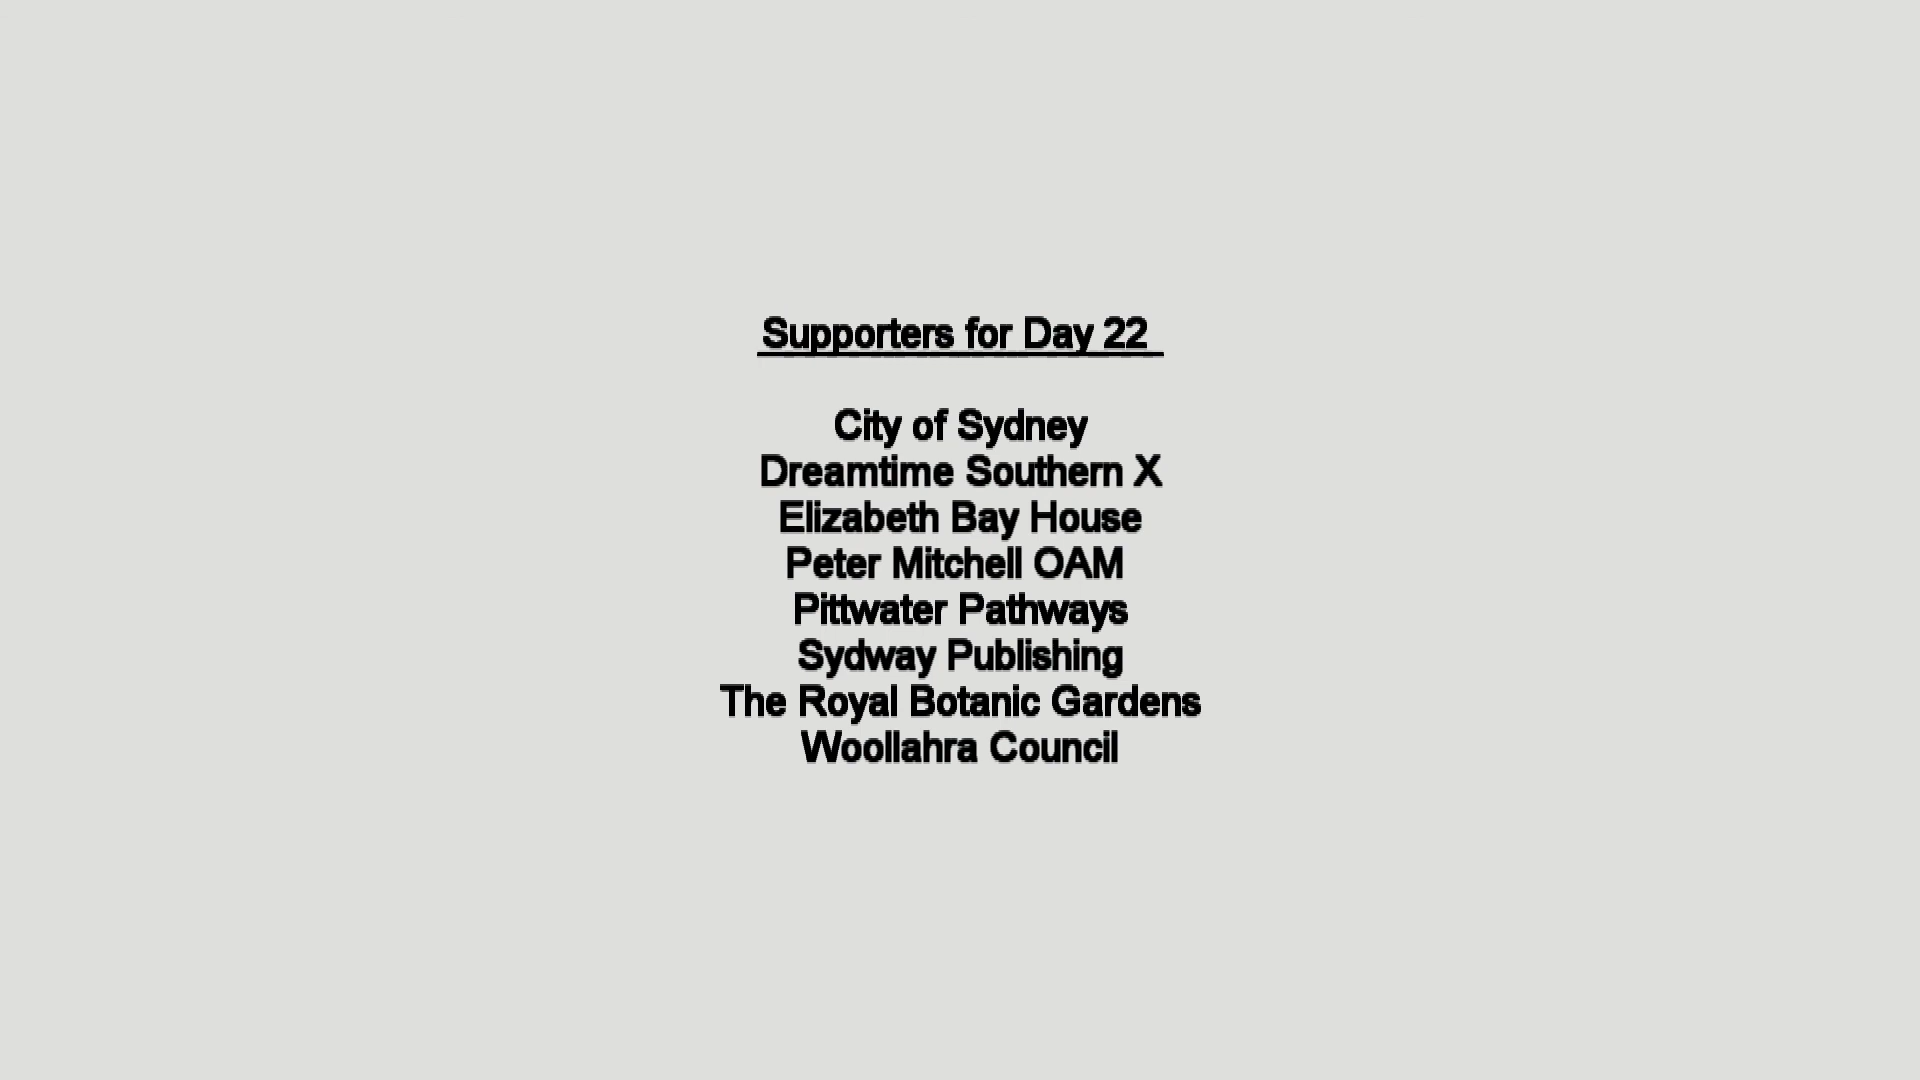 Supporters for Day 22
City of Sydney
Dreamtime Southern X
Elizabeth Bay House
Peter Mitchell OAM
Pittwater Pathways
Sydway Publishing
The Royal Botanic Gardens
Woollahra Council